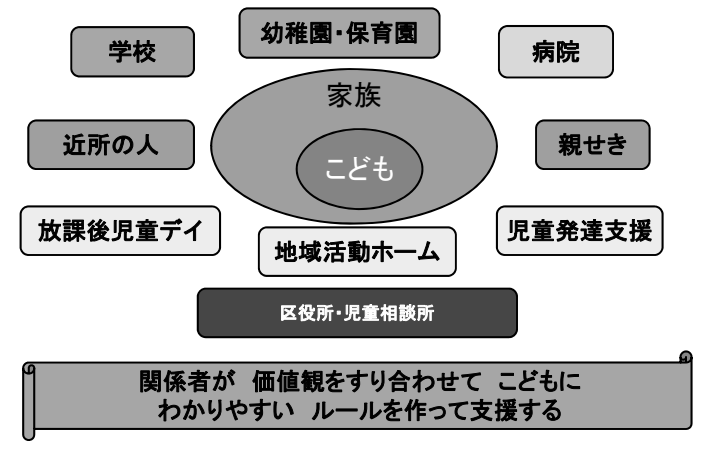 学校
幼稚園・保育園
病院
家族
近所の人
こども
親せき
放課後児童デイ
地域活動ホーム
児童発達支援
区役所・児童相談所
関係者が　価値観をすり合わせて　こどもに
わかりやすい　ルールを作って支援する